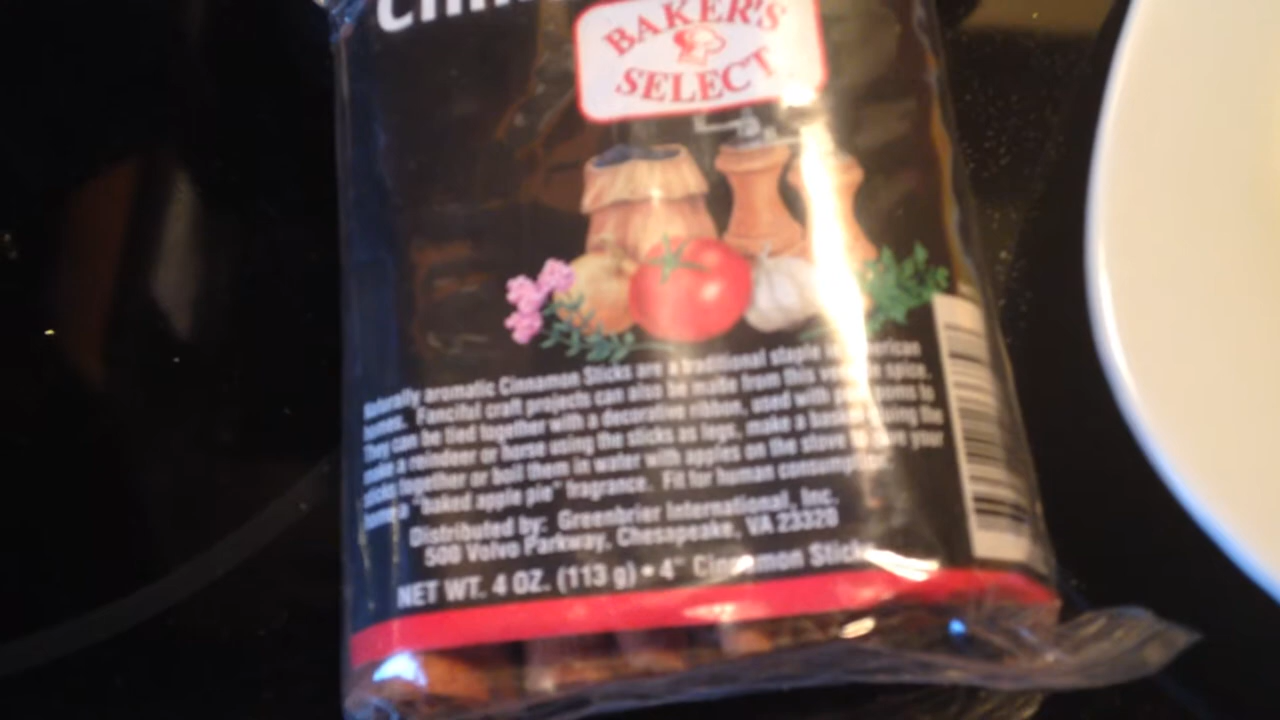 BAKER'S
SELECT
Naturally aromatic Cinnamon Sticks are a traditional staple in American
homes. Fanciful craft projects can also be made from this versatile spice.
They can be tied together with a decorative ribbon, used with to
make a reindeer or horse using the sticks as legs, make a basket the
sticks together or boil them in water with apples on the stove to your
home a "baked apple pie" fragrance. Fit for human consumption.
Distributed by: Greenbrier International, Inc.
500 Volvo Parkway, Chesapeake, VA 23320
NET WT. 4 OZ. (113 g) • 4" Cinnamon Sticks